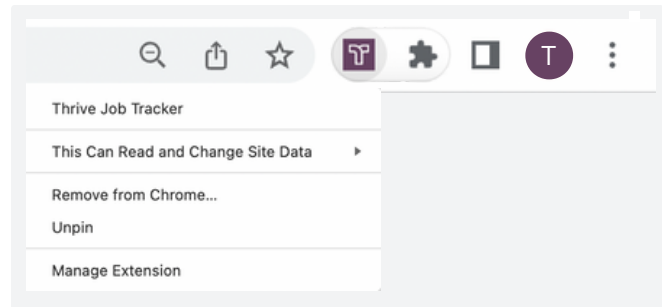 T
Thrive Job Tracker
This Can Read and Change Site Data
Remove from Chrome...
Unpin
Manage Extension